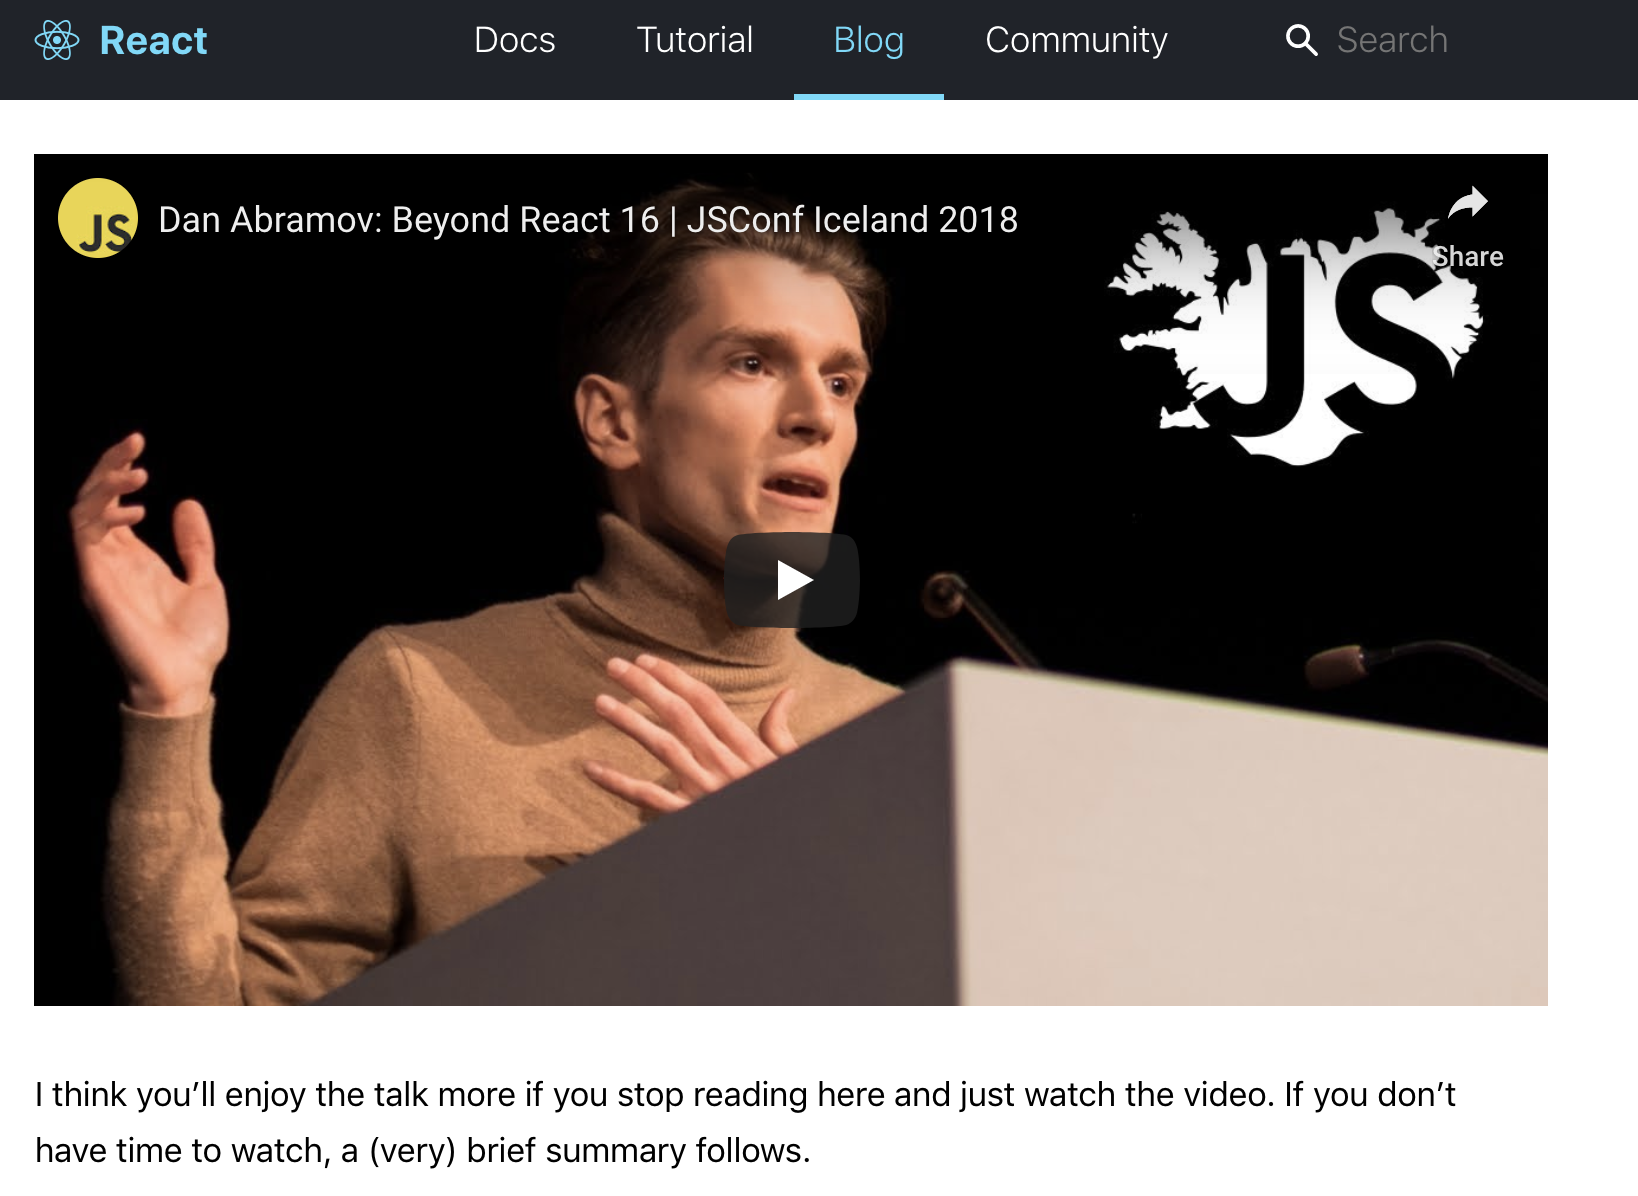 React Docs Tutorial Blog Community Search
JS Dan Abramov: Beyond React 16 | JSConf Iceland 2018
Share
JS
I think you’ll enjoy the talk more if you stop reading here and just watch the video. If you don’t
have time to watch, a (very) brief summary follows.